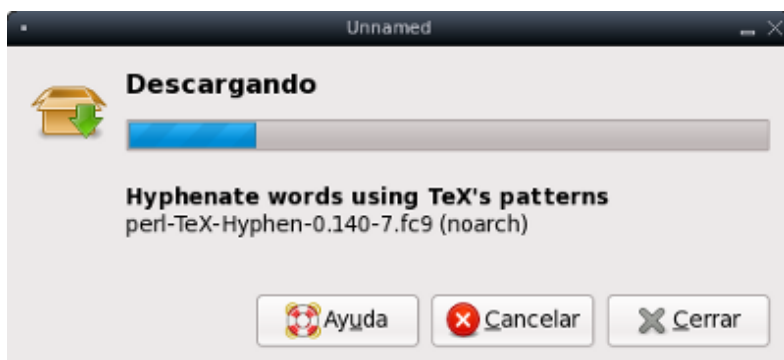 Unnamed
Descargando
Hyphenate words using TeX's patterns
perl-TeX-Hyphen-0.140-7.fc9 (noarch)
Ayuda Cancelar Cerrar